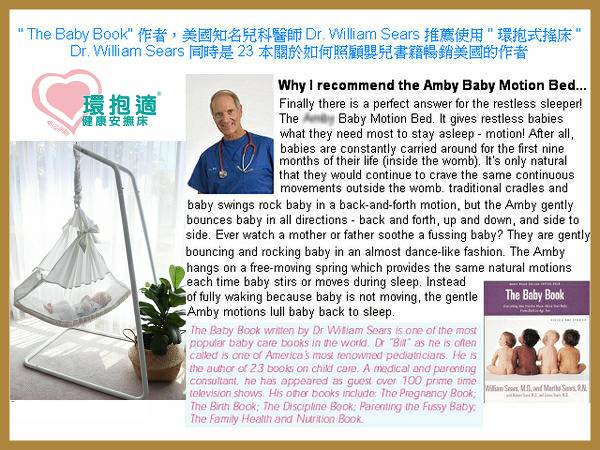 " The Baby Book" 作者，美國知名兒科醫師 Dr. William Sears 推薦使用 " 環抱式搖床 "
Dr. William Sears 同時是 23 本關於如何照顧嬰兒書籍暢銷美國的作者
環抱適®
健康安撫床
Why I recommend the Amby Baby Motion Bed...
Finally there is a perfect answer for the restless sleeper!
The Baby Motion Bed. It gives restless babies
what they need most to stay asleep - motion! After all,
babies are constantly carried around for the first nine
months of their life (inside the womb). It's only natural
that they would continue to crave the same continuous
movements outside the womb. traditional cradles and
baby swings rock baby in a back-and-forth motion, but the Amby gently
bounces baby in all directions - back and forth, up and down, and side to
side. Ever watch a mother or father soothe a fussing baby? They are gently
bouncing and rocking baby in an almost dance-like fashion. The Amby
hangs on a free-moving spring which provides the same natural motions
each time baby stirs or moves during sleep. Instead
of fully waking because baby is not moving, the gentle
Amby motions lull baby back to sleep.
The Baby Book written by Dr William Sears is one of the most
popular baby care books in the world. Dr "Bill" as he is often
called is one of America's most renowned pediatricians. He is
the author of 23 books on child care. A medical and parenting
consultant, he has appeared as guest over 100 prime time
television shows. His other books include: The Pregnancy Book;
The Birth Book; The Discipline Book; Parenting the Fussy Baby;
The Family Health and Nutrition Book.
The Baby Book
William Sears, M.D. and Martha Sears, R.N.